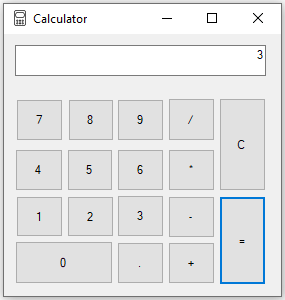 Calculator
3
7 8 9 / C
4 5 6 *
1 2 3 - =
0 . +